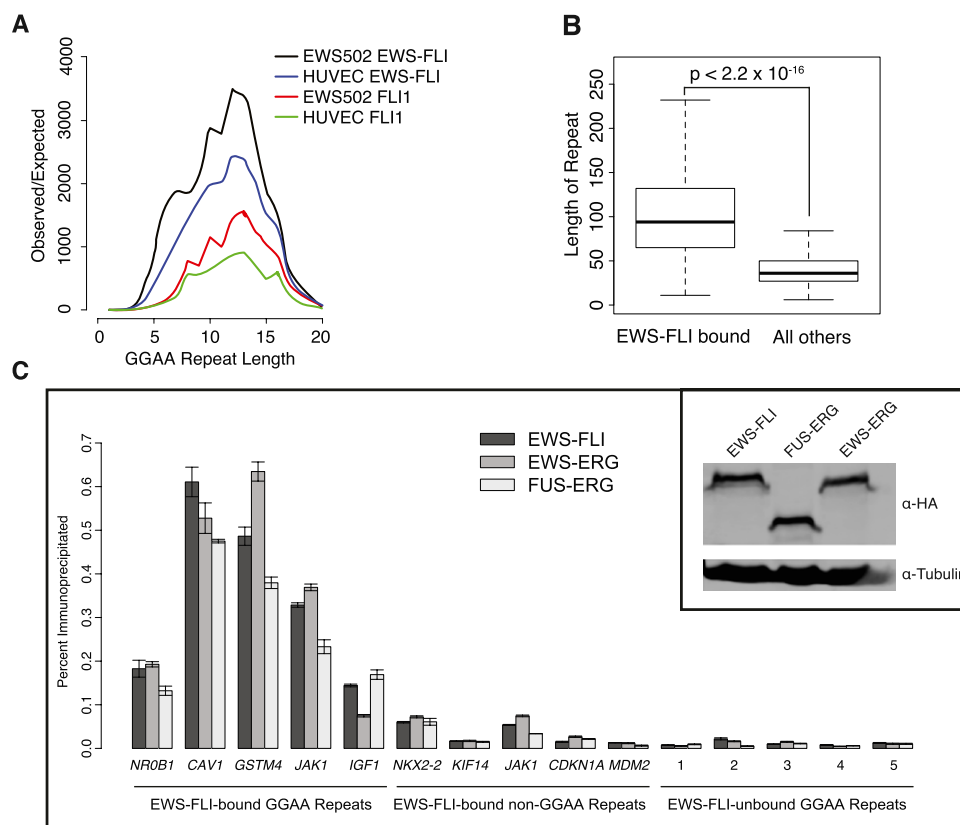 A
4000
3000
2000
1000
0
Observed/Expected
0 5 10 15 20
GGAA Repeat Length
EWS502 EWS-FLI
HUVEC EWS-FLI
EWS502 FLI1
HUVEC FLI1
B
p < 2.2 x 10-16
250
200
150
100
50
0
Length of Repeat
EWS-FLI bound All others
C
0.7
0.6
0.5
0.4
0.3
0.2
0.1
0.0
Percent Immunoprecipitated
EWS-FLI
EWS-ERG
FUS-ERG
EWS-FLI FUS-ERG EWS-ERG
α-HA
α-Tubulin
NR0B1 CAV1 GSTM4 JAK1 IGF1 NKX2-2 KIF14 JAK1 CDKN1A MDM2 1 2 3 4 5
EWS-FLI-bound GGAA Repeats EWS-FLI-bound non-GGAA Repeats EWS-FLI-unbound GGAA Repeats